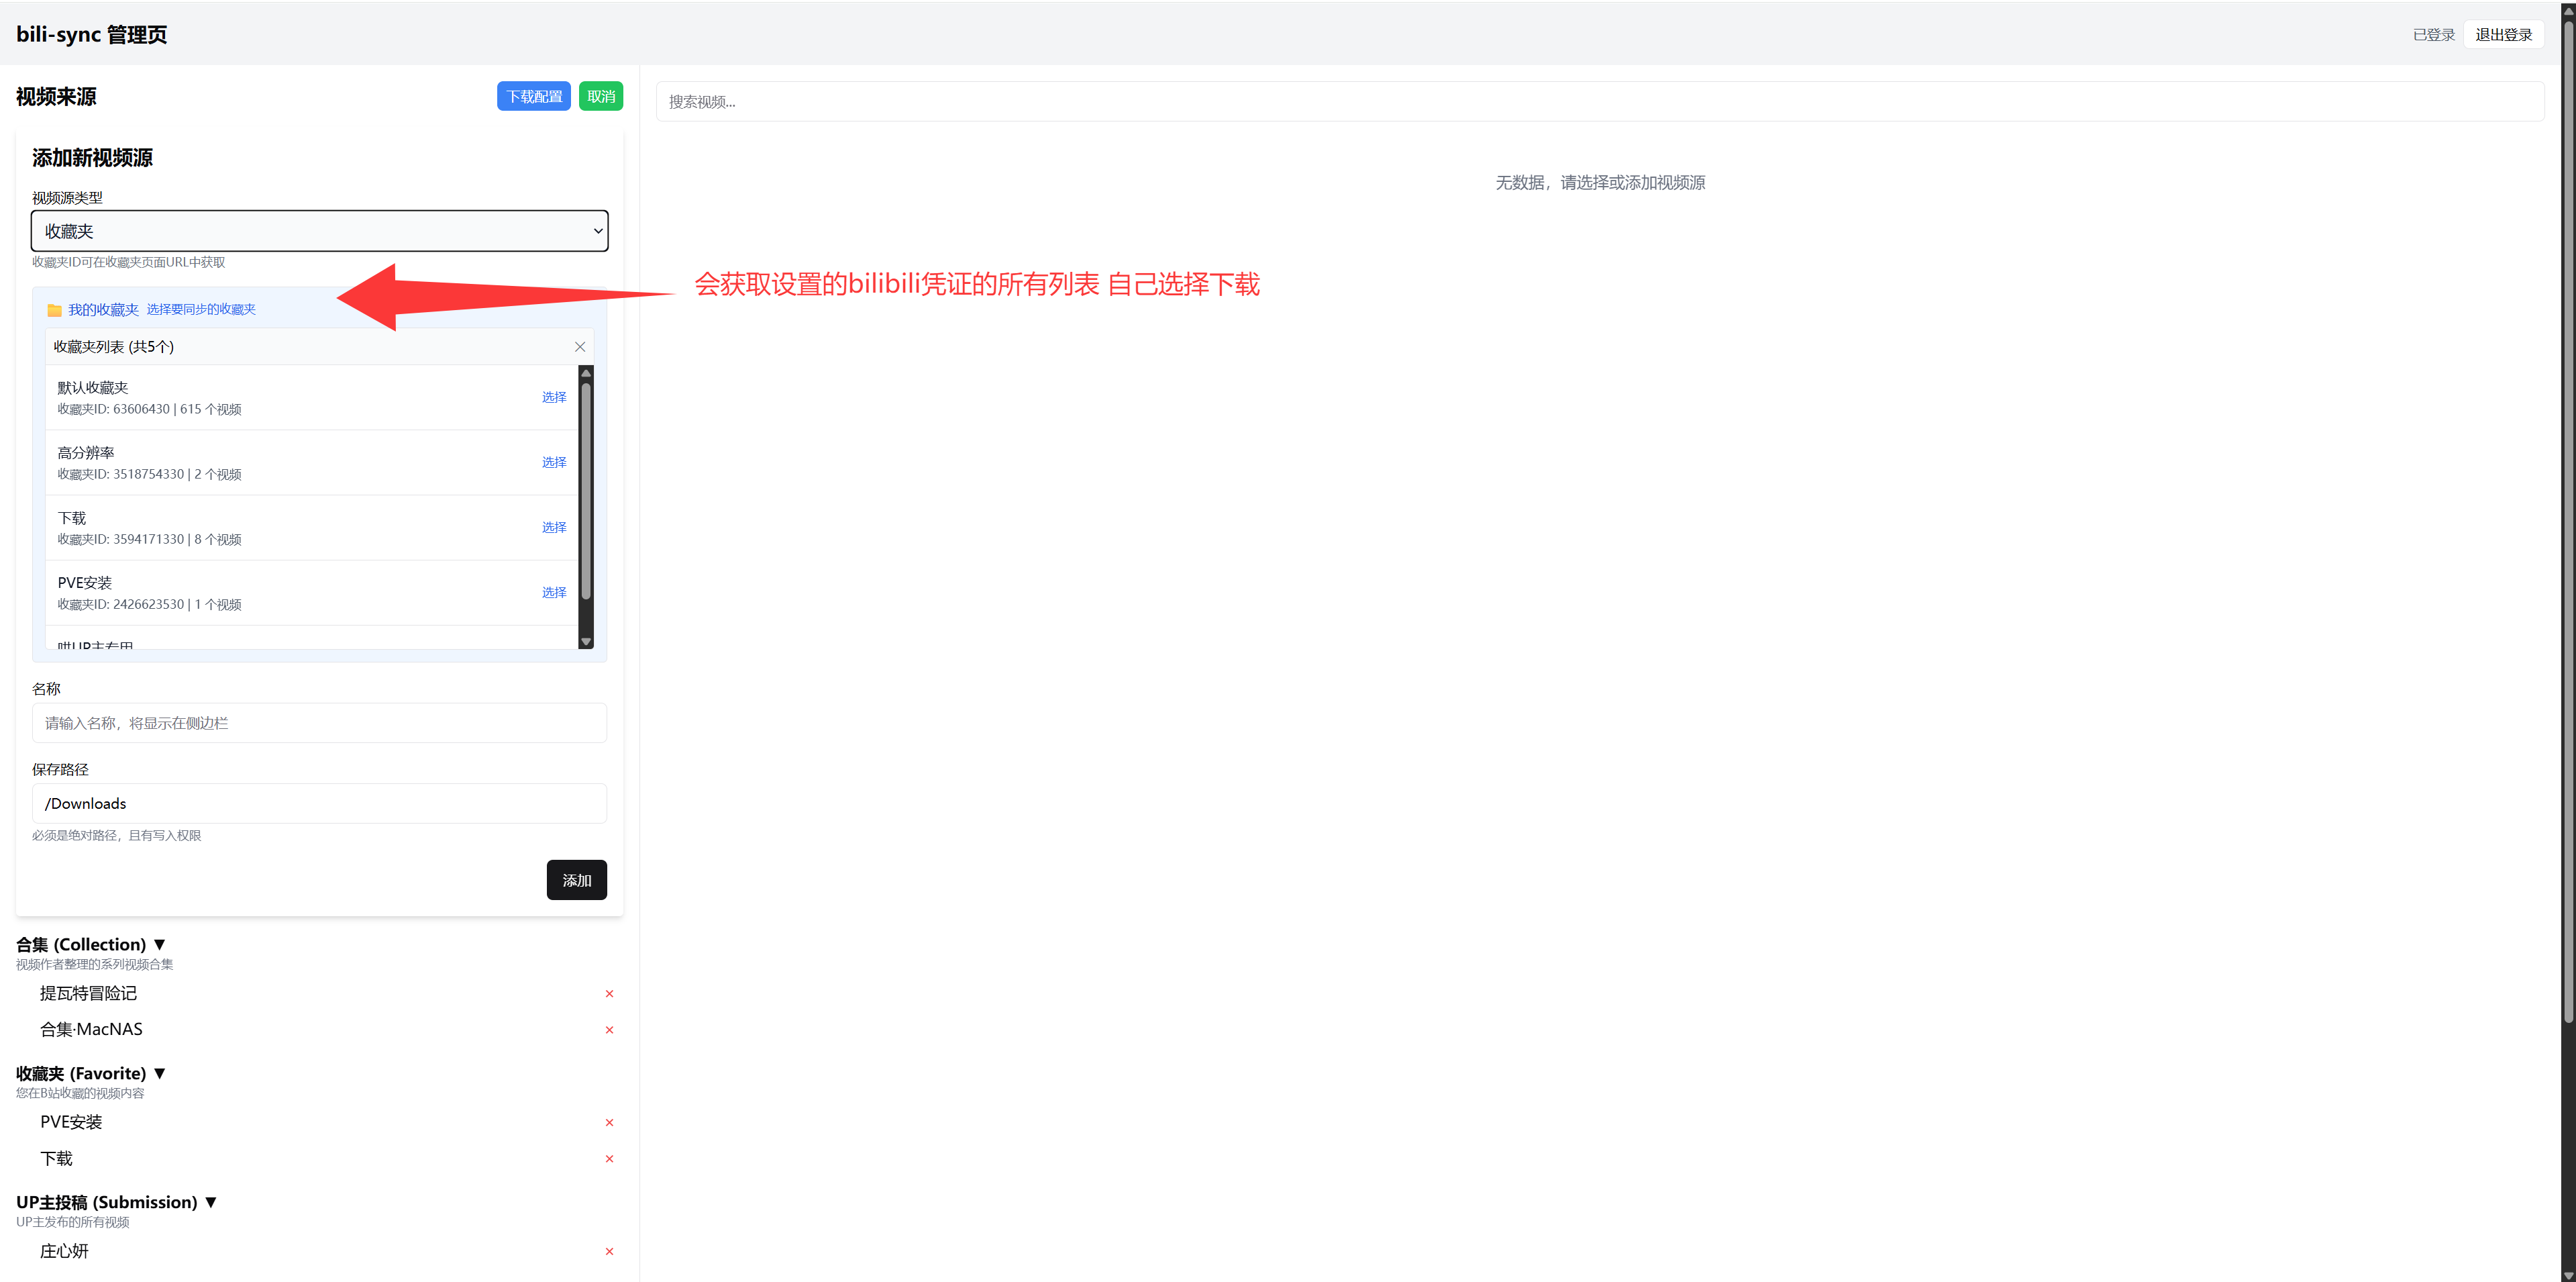 bili-sync 管理页
已登录
退出登录
视频来源
下载配置
取消
搜索视频...
无数据，请选择或添加视频源
添加新视频源
视频源类型
收藏夹
收藏夹ID可在收藏夹页面URL中获取
会获取设置的bilibili凭证的所有列表 自己选择下载
我的收藏夹 选择要同步的收藏夹
收藏夹列表 (共5个)
默认收藏夹
收藏夹ID: 63606430 | 615 个视频
选择
高分辨率
收藏夹ID: 3518754330 | 2 个视频
选择
下载
收藏夹ID: 3594171330 | 8 个视频
选择
PVE安装
收藏夹ID: 2426623530 | 1 个视频
选择
UP主专用
名称
请输入名称，将显示在侧边栏
保存路径
/Downloads
必须是绝对路径，且有写入权限
添加
合集 (Collection) ▼
视频作者整理的系列视频合集
提瓦特冒险记
合集·MacNAS
收藏夹 (Favorite) ▼
您在B站收藏的视频内容
PVE安装
下载
UP主投稿 (Submission) ▼
UP主发布的所有视频
庄心妍